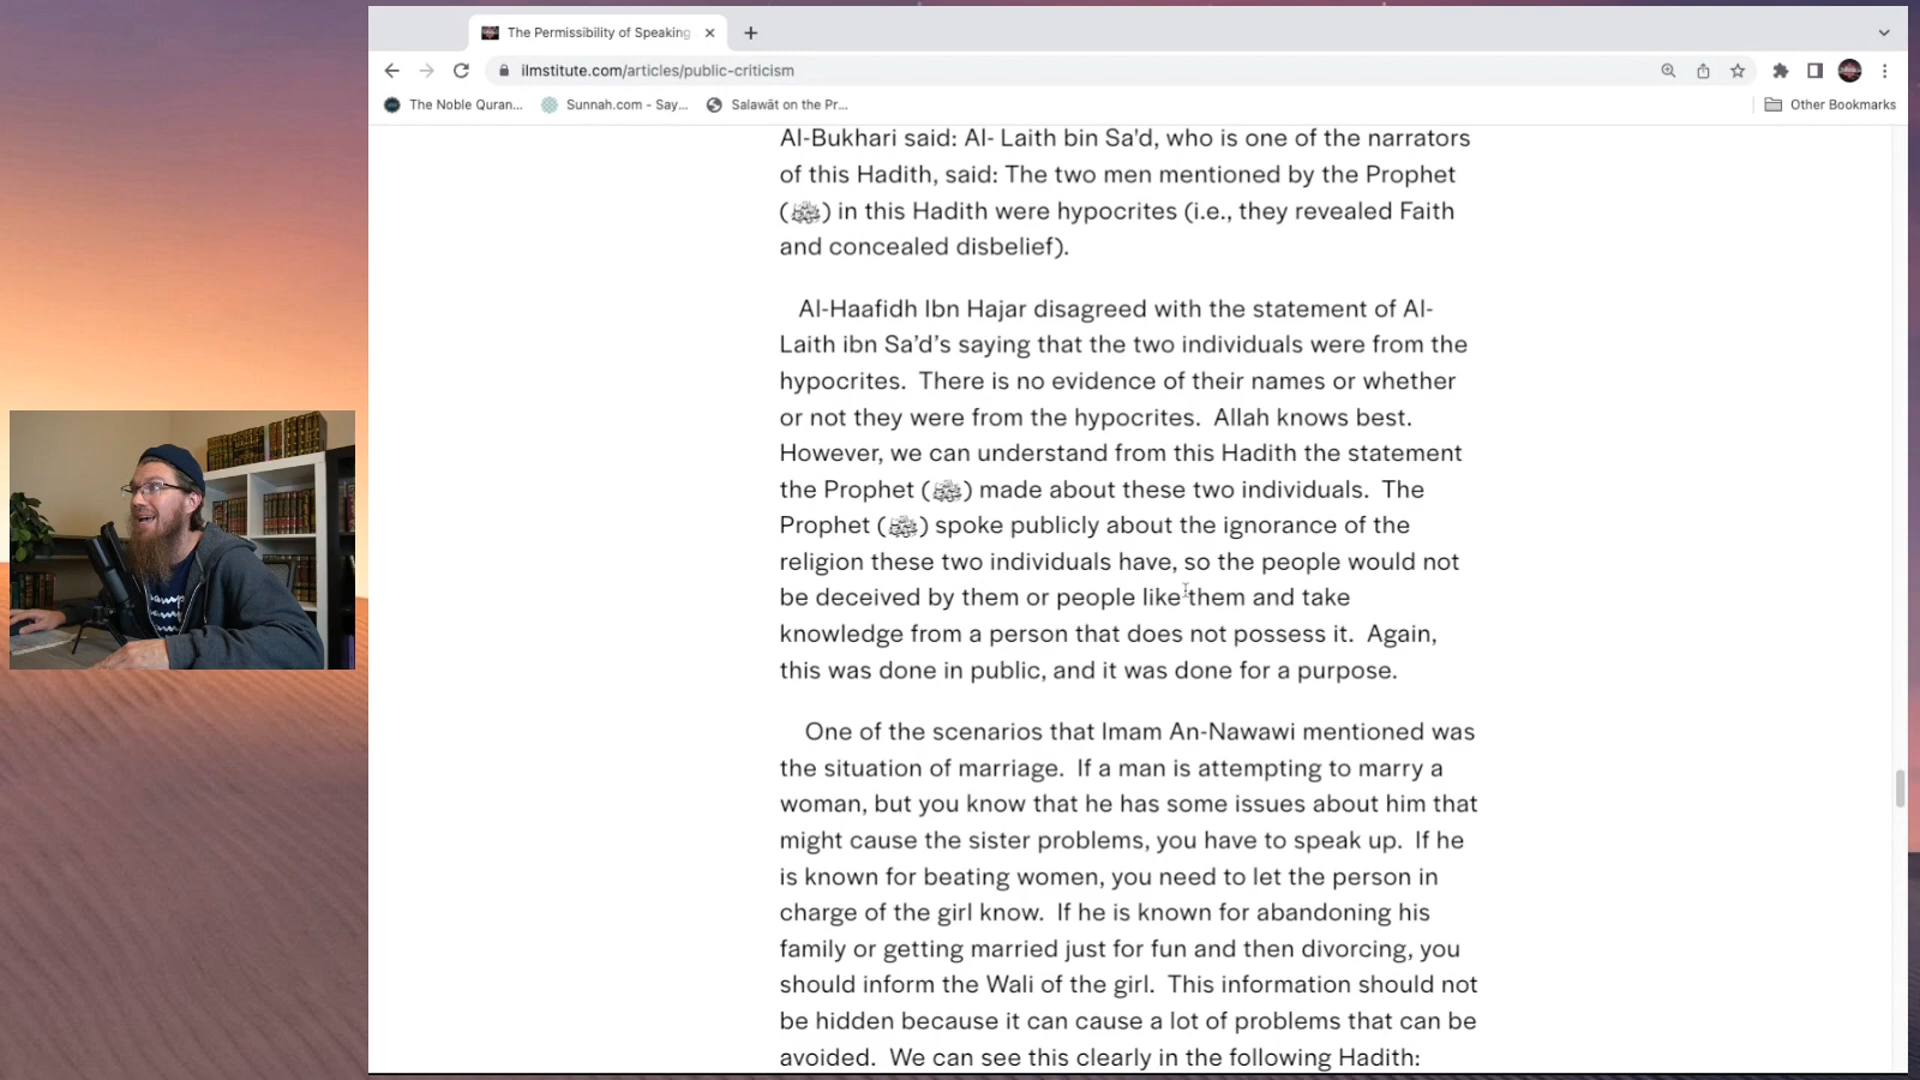 The Permissibility of Speaking
ilmstitute.com/articles/public-criticism
The Noble Quran...
Sunnah.com - Say...
Salawāt on the Pr...
Other Bookmarks
Al-Bukhari said: Al- Laith bin Sa'd, who is one of the narrators
of this Hadith, said: The two men mentioned by the Prophet
(ﷺ) in this Hadith were hypocrites (i.e., they revealed Faith
and concealed disbelief).
Al-Haafidh Ibn Hajar disagreed with the statement of Al-
Laith ibn Sa’d’s saying that the two individuals were from the
hypocrites. There is no evidence of their names or whether
or not they were from the hypocrites. Allah knows best.
However, we can understand from this Hadith the statement
the Prophet (ﷺ) made about these two individuals. The
Prophet (ﷺ) spoke publicly about the ignorance of the
religion these two individuals have, so the people would not
be deceived by them or people like them and take
knowledge from a person that does not possess it. Again,
this was done in public, and it was done for a purpose.
One of the scenarios that Imam An-Nawawi mentioned was
the situation of marriage. If a man is attempting to marry a
woman, but you know that he has some issues about him that
might cause the sister problems, you have to speak up. If he
is known for beating women, you need to let the person in
charge of the girl know. If he is known for abandoning his
family or getting married just for fun and then divorcing, you
should inform the Wali of the girl. This information should not
be hidden because it can cause a lot of problems that can be
avoided. We can see this clearly in the following Hadith: